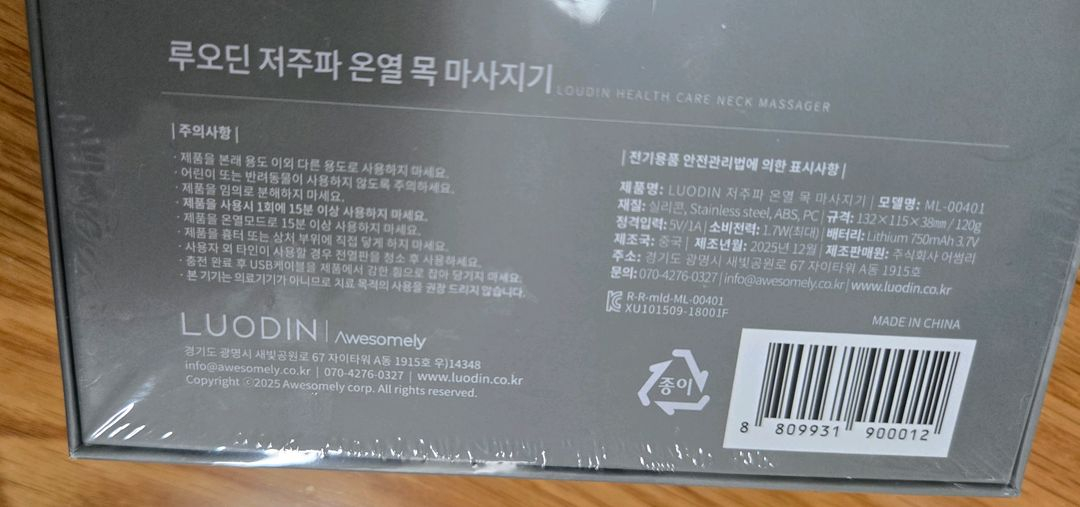 루오딘 저주파 온열 목 마사지기 LOUDIN HEALTH CARE NECK MASSAGER
| 주의사항 |
· 제품을 본래 용도 이외 다른 용도로 사용하지 마세요.
· 어린이 또는 반려동물이 사용하지 않도록 주의하세요.
· 제품을 임의로 분해하지 마세요.
· 제품을 사용시 1회에 15분 이상 사용하지 마세요.
· 제품을 온열모드로 15분 이상 사용하지 마세요.
· 제품을 흉터 또는 상처 부위에 직접 닿게 하지 마세요.
· 사용자 외 타인이 사용할 경우 전열판을 청소 후 사용하세요.
· 충전 완료 후 USB케이블을 제품에서 강한 힘으로 잡아 당기지 마세요.
· 본 기기는 의료기기가 아니므로 치료 목적의 사용을 권장 드리지 않습니다.
LUODIN | Awesomely
경기도 광명시 새빛공원로 67 자이타워 A동 1915호 우)14348
info@awesomely.co.kr | 070-4276-0327 | www.luodin.co.kr
Copyright ⓒ2025 Awesomely corp. All rights reserved.
| 전기용품 안전관리법에 의한 표시사항 |
제품명: LUODIN 저주파 온열 목 마사지기 | 모델명: ML-00401
재질: 실리콘, Stainless steel, ABS, PC | 규격: 132×115×38㎜ / 120g
정격입력: 5V/1A | 소비전력: 1.7W(최대) | 배터리: Lithium 750mAh 3.7V
제조국: 중국 | 제조년월: 2025년 12월 | 제조판매원: 주식회사 어썸리
주소: 경기도 광명시 새빛공원로 67 자이타워 A동 1915호
문의: 070-4276-0327 | info@awesomely.co.kr | www.luodin.co.kr
R-R-mld-ML-00401
XU101509-18001F
MADE IN CHINA
종이
8 809931 900012